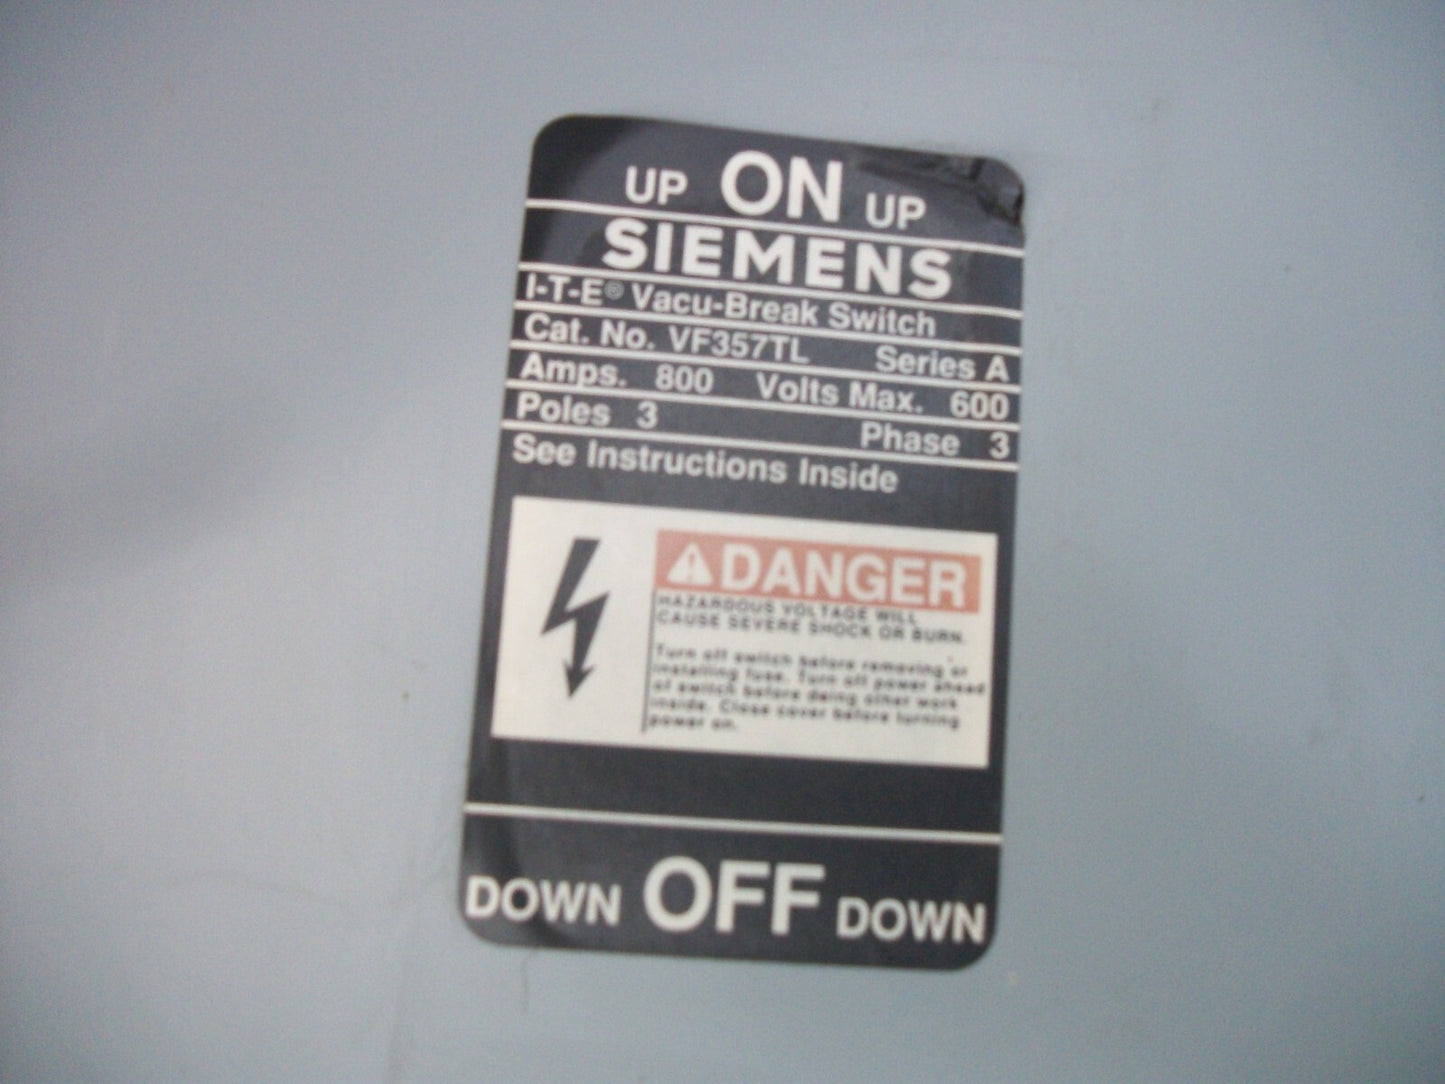 UP ON UP
SIEMENS
I-T-E® Vacu-Break Switch
Cat. No. VF357TL Series A
Amps. 800 Volts Max. 600
Poles 3 Phase 3
See Instructions Inside
DANGER
HAZARDOUS VOLTAGE WILL
CAUSE SEVERE SHOCK OR BURN.
Turn off switch before removing or
installing fuse. Turn off power ahead
of switch before doing other work
inside. Close cover before turning
power on.
DOWN OFF DOWN